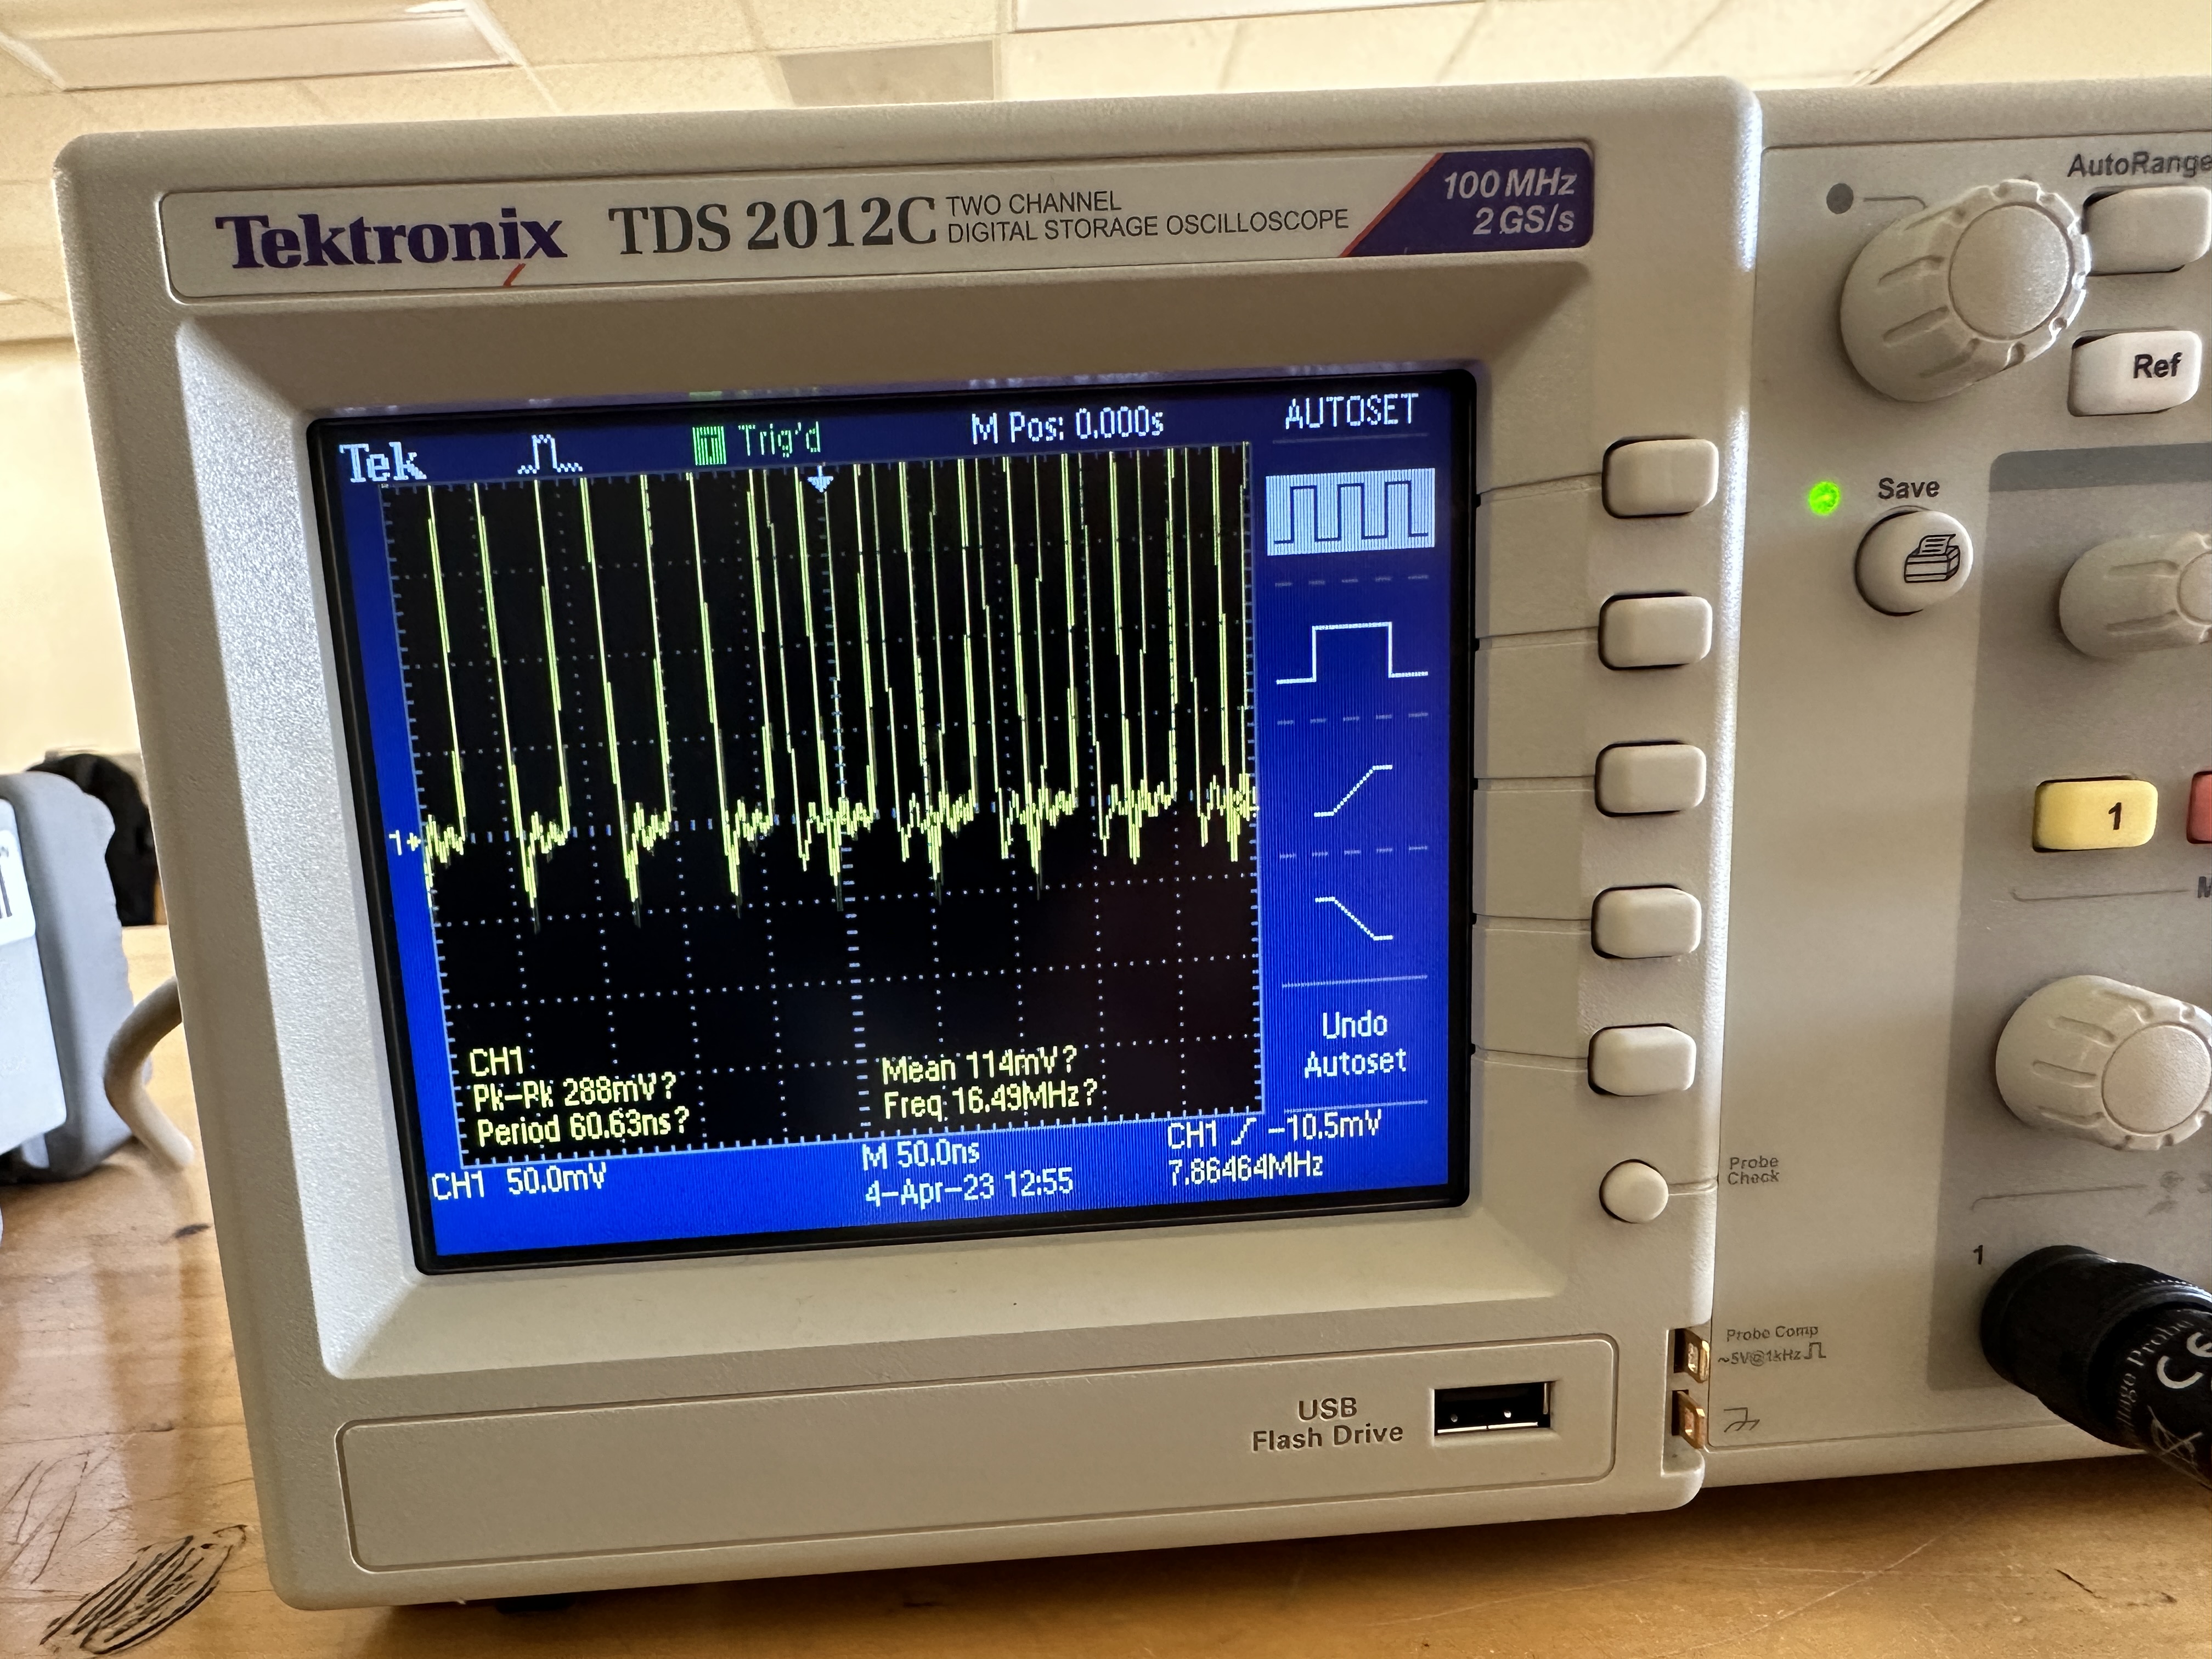 Tektronix TDS 2012C TWO CHANNEL
DIGITAL STORAGE OSCILLOSCOPE
100 MHz
2 GS/s
AutoRange
Ref
Save
Tek
Trig'd
M Pos: 0.000s
AUTOSET
1
Undo
Autoset
CH1
Pk-Pk 288mV?
Period 60.63ns?
Mean 114mV?
Freq 16.49MHz?
CH1 50.0mV
M 50.0ns
4-Apr-23 12:55
CH1 -10.5mV
7.86464MHz
1
Probe
Check
1
Probe Comp
~5V@1kHz
USB
Flash Drive
CE